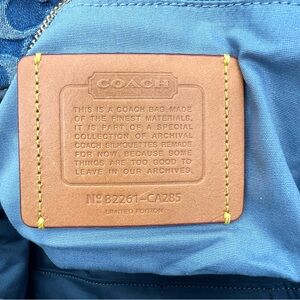 COACH
THIS IS A COACH BAG MADE
OF THE FINEST MATERIALS.
IT IS PART OF A SPECIAL
COLLECTION OF ARCHIVAL
COACH SILHOUETTES REMADE
FOR NOW, BECAUSE SOME
THINGS ARE TOO GOOD TO
LEAVE IN OUR ARCHIVES.
Nº B2261-CA285
LIMITED EDITION